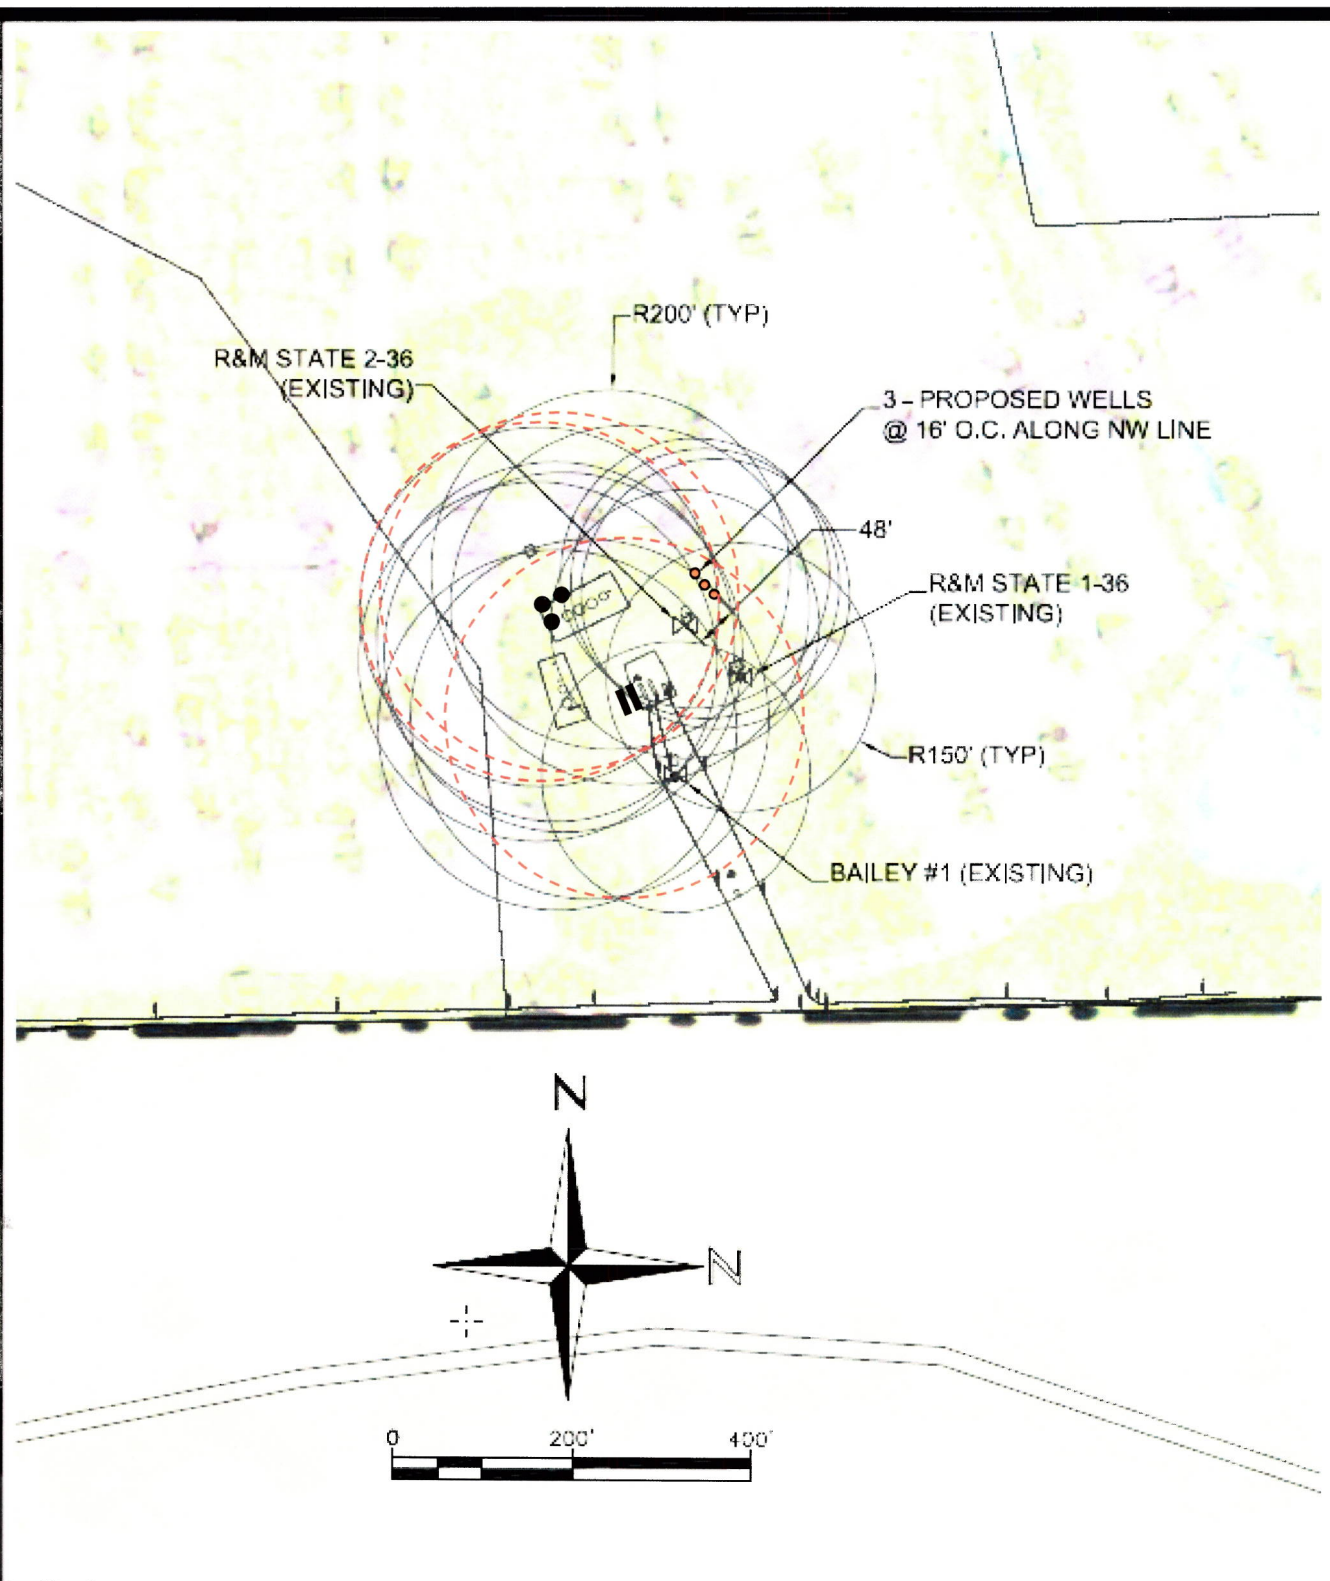 R200' (TYP)
R&M STATE 2-36
(EXISTING)
3 - PROPOSED WELLS
@ 16' O.C. ALONG NW LINE
48'
R&M STATE 1-36
(EXISTING)
R150' (TYP)
BAILEY #1 (EXISTING)
N
N
0 200' 400'